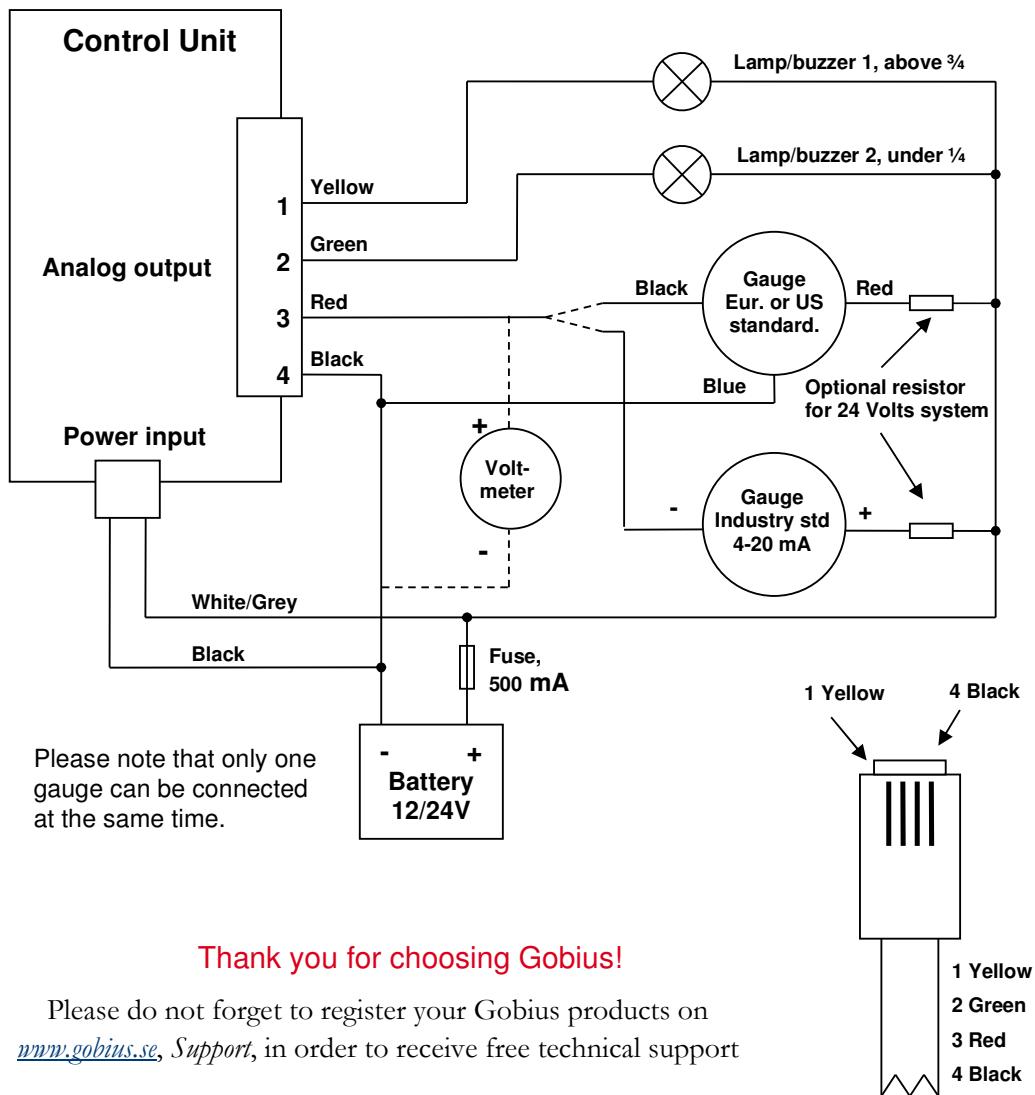 Control Unit
Lamp/buzzer 1, above ¾
Lamp/buzzer 2, under ¼
Yellow
1
Green
2
Analog output
Red
3
Black
4
Black
Gauge
Eur. or US
standard.
Red
Blue
Optional resistor
for 24 Volts system
Power input
+
Volt-
meter
-
-
Gauge
Industry std
4-20 mA
+
White/Grey
Black
Fuse,
500 mA
- +
Battery
12/24V
Please note that only one
gauge can be connected
at the same time.
1 Yellow
4 Black
1 Yellow
2 Green
3 Red
4 Black
Thank you for choosing Gobius!
Please do not forget to register your Gobius products on
www.gobius.se, Support, in order to receive free technical support